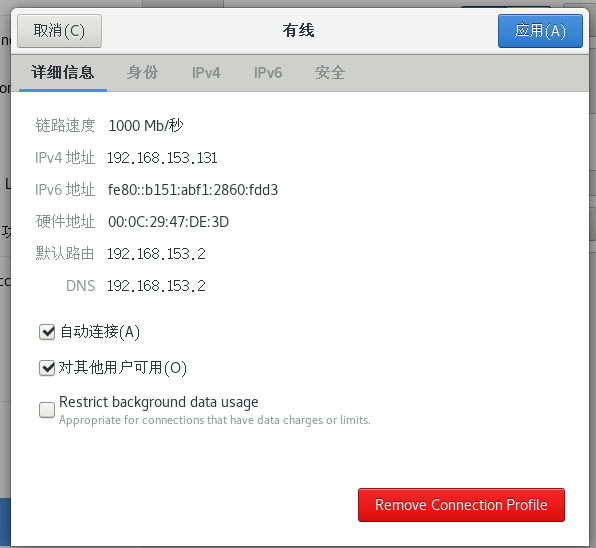 取消(C) 有线 应用(A)
详细信息 身份 IPv4 IPv6 安全
链路速度 1000 Mb/秒
IPv4 地址 192.168.153.131
IPv6 地址 fe80::b151:abf1:2860:fdd3
硬件地址 00:0C:29:47:DE:3D
默认路由 192.168.153.2
DNS 192.168.153.2
自动连接(A)
对其他用户可用(O)
Restrict background data usage
Appropriate for connections that have data charges or limits.
Remove Connection Profile